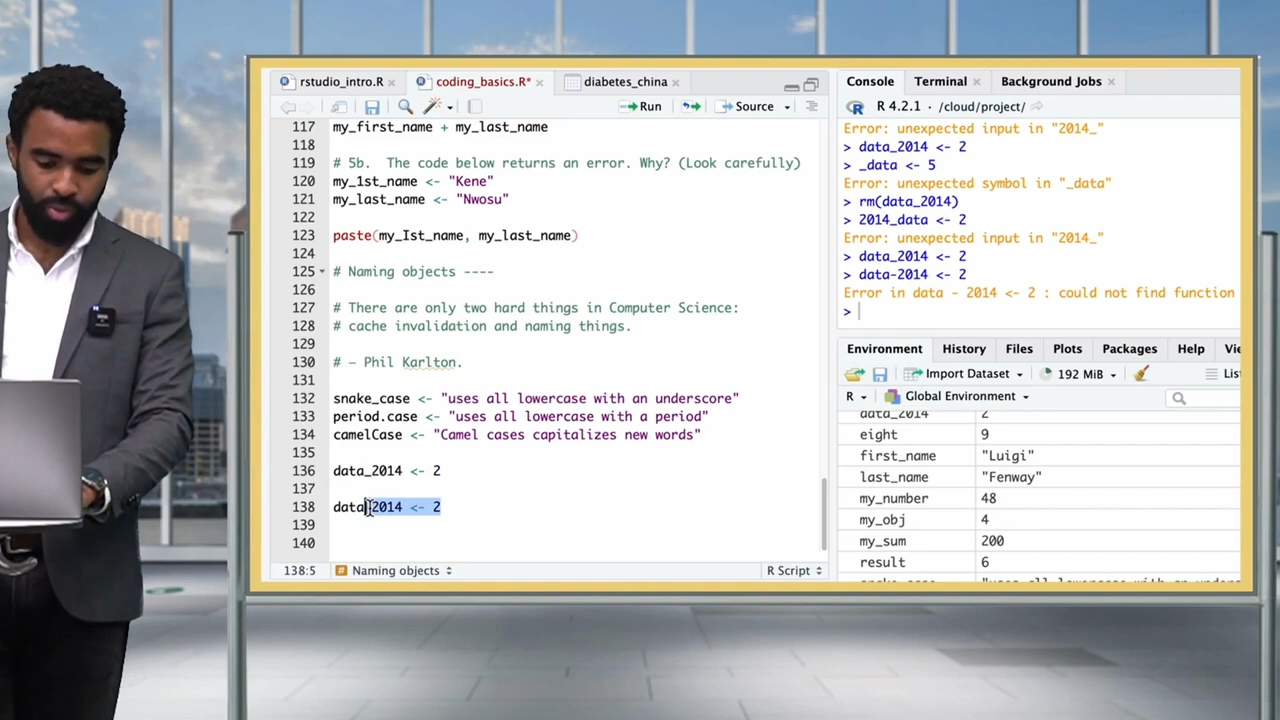 rstudio_intro.R
coding_basics.R*
diabetes_china
Run
Source
117 my_first_name + my_last_name
118
119 # 5b.  The code below returns an error. Why? (Look carefully)
120 my_1st_name <- "Kene"
121 my_last_name <- "Nwosu"
122
123 paste(my_Ist_name, my_last_name)
124
125 # Naming objects ----
126
127 # There are only two hard things in Computer Science:
128 # cache invalidation and naming things.
129
130 # – Phil Karlton.
131
132 snake_case <- "uses all lowercase with an underscore"
133 period.case <- "uses all lowercase with a period"
134 camelCase <- "Camel cases capitalizes new words"
135
136 data_2014 <- 2
137
138 data-2014 <- 2
139
140
138:5 # Naming objects R Script
Console Terminal Background Jobs
R R 4.2.1 · /cloud/project/
Error: unexpected input in "2014_"
> data_2014 <- 2
> _data <- 5
Error: unexpected symbol in "_data"
> rm(data_2014)
> 2014_data <- 2
Error: unexpected input in "2014_"
> data_2014 <- 2
> data-2014 <- 2
Error in data - 2014 <- 2 : could not find function
>
Environment History Files Plots Packages Help Vie
Import Dataset 192 MiB Lis
R Global Environment
data_2014 2
eight 9
first_name "Luigi"
last_name "Fenway"
my_number 48
my_obj 4
my_sum 200
result 6
snake_case "uses all lowercase with an unders